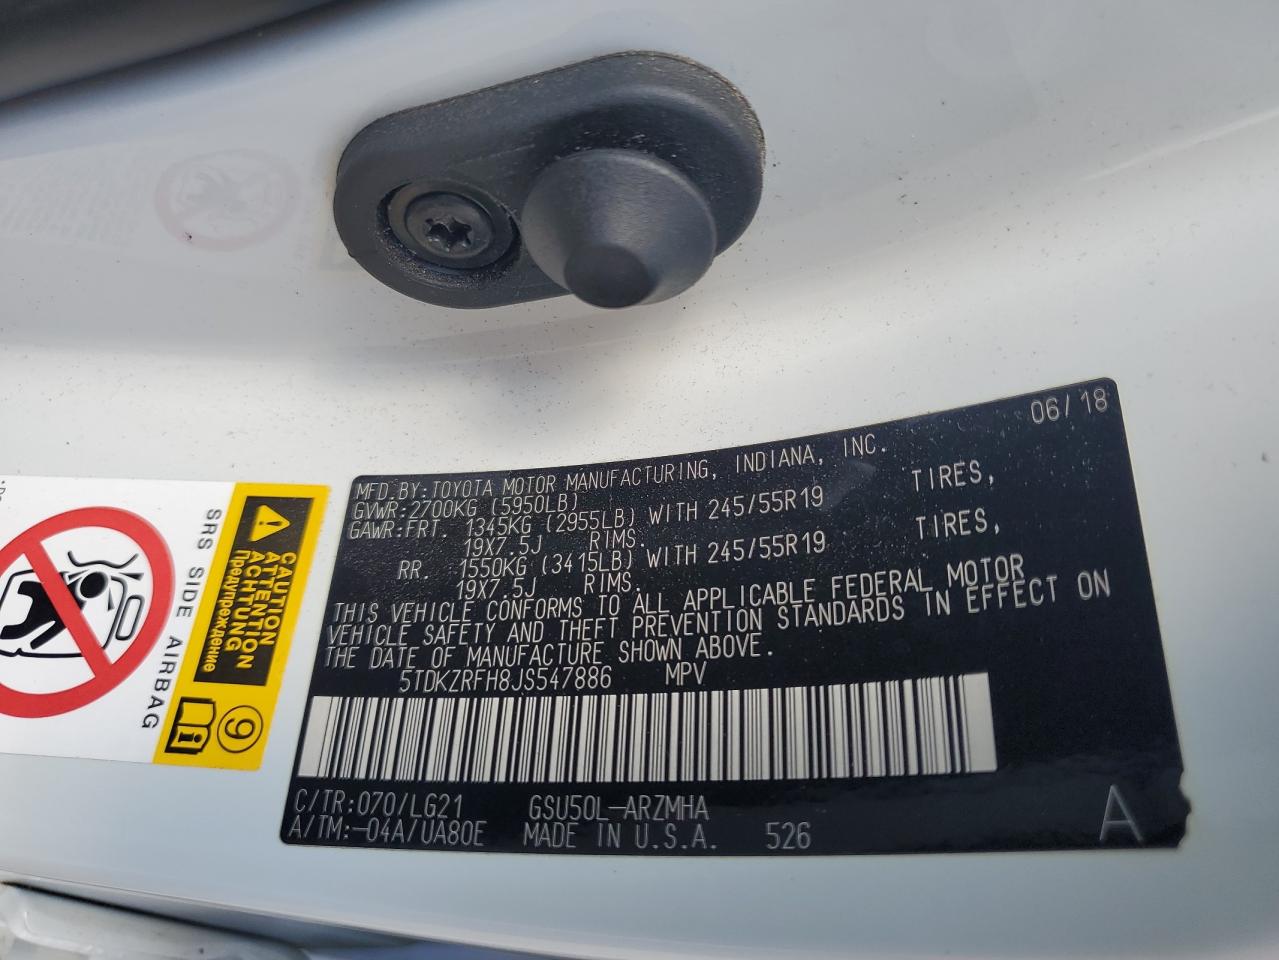 06/18
MFD.BY:TOYOTA MOTOR MANUFACTURING, INDIANA, INC.
GVWR:2700KG (5950LB)
GAWR:FRT. 1345KG (2955LB) WITH 245/55R19 TIRES,
19X7.5J RIMS.
RR. 1550KG (3415LB) WITH 245/55R19 TIRES,
19X7.5J RIMS.
THIS VEHICLE CONFORMS TO ALL APPLICABLE FEDERAL MOTOR
VEHICLE SAFETY AND THEFT PREVENTION STANDARDS IN EFFECT ON
THE DATE OF MANUFACTURE SHOWN ABOVE.
5TDKZRFH8JS547886 MPV
C/TR:070/LG21 GSU50L-ARZMHA
A/TM:-04A/UA80E MADE IN U.S.A. 526 A
SRS SIDE AIRBAG
CAUTION
ATTENTION
ACHTUNG
Предупреждение
i
9